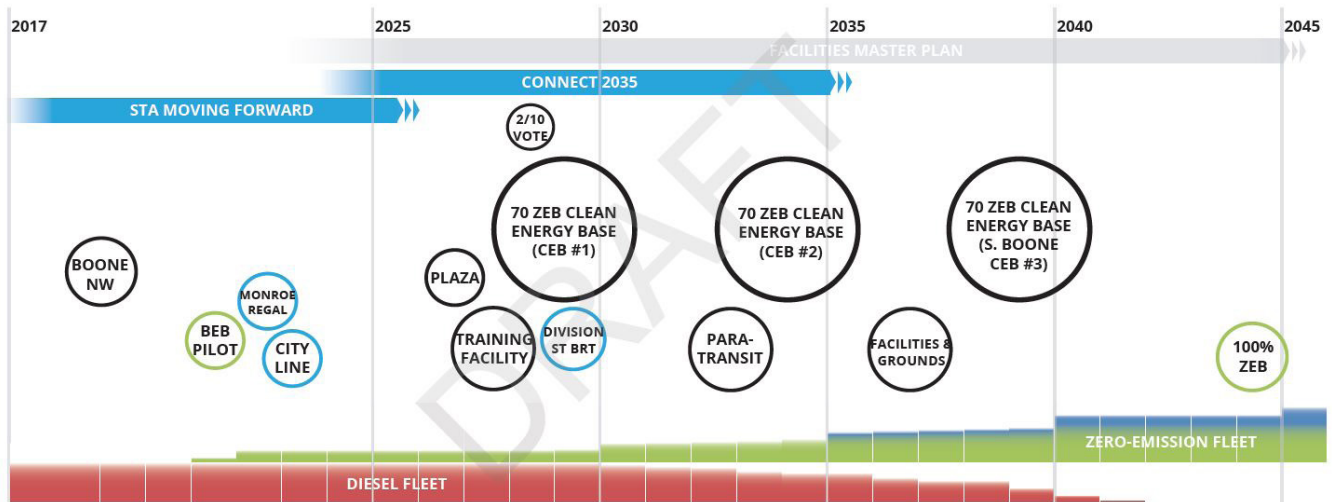 2017
2025
2030
2035
2040
2045
FACILITIES MASTER PLAN
CONNECT 2035
STA MOVING FORWARD
2/10
VOTE
70 ZEB CLEAN
ENERGY BASE
(CEB #1)
70 ZEB CLEAN
ENERGY BASE
(CEB #2)
70 ZEB CLEAN
ENERGY BASE
(S. BOONE
CEB #3)
BOONE
NW
PLAZA
MONROE
REGAL
BEB
PILOT
CITY
LINE
TRAINING
FACILITY
DIVISION
ST BRT
PARA-
TRANSIT
FACILITIES &
GROUNDS
100%
ZEB
ZERO-EMISSION FLEET
DIESEL FLEET
DRAFT